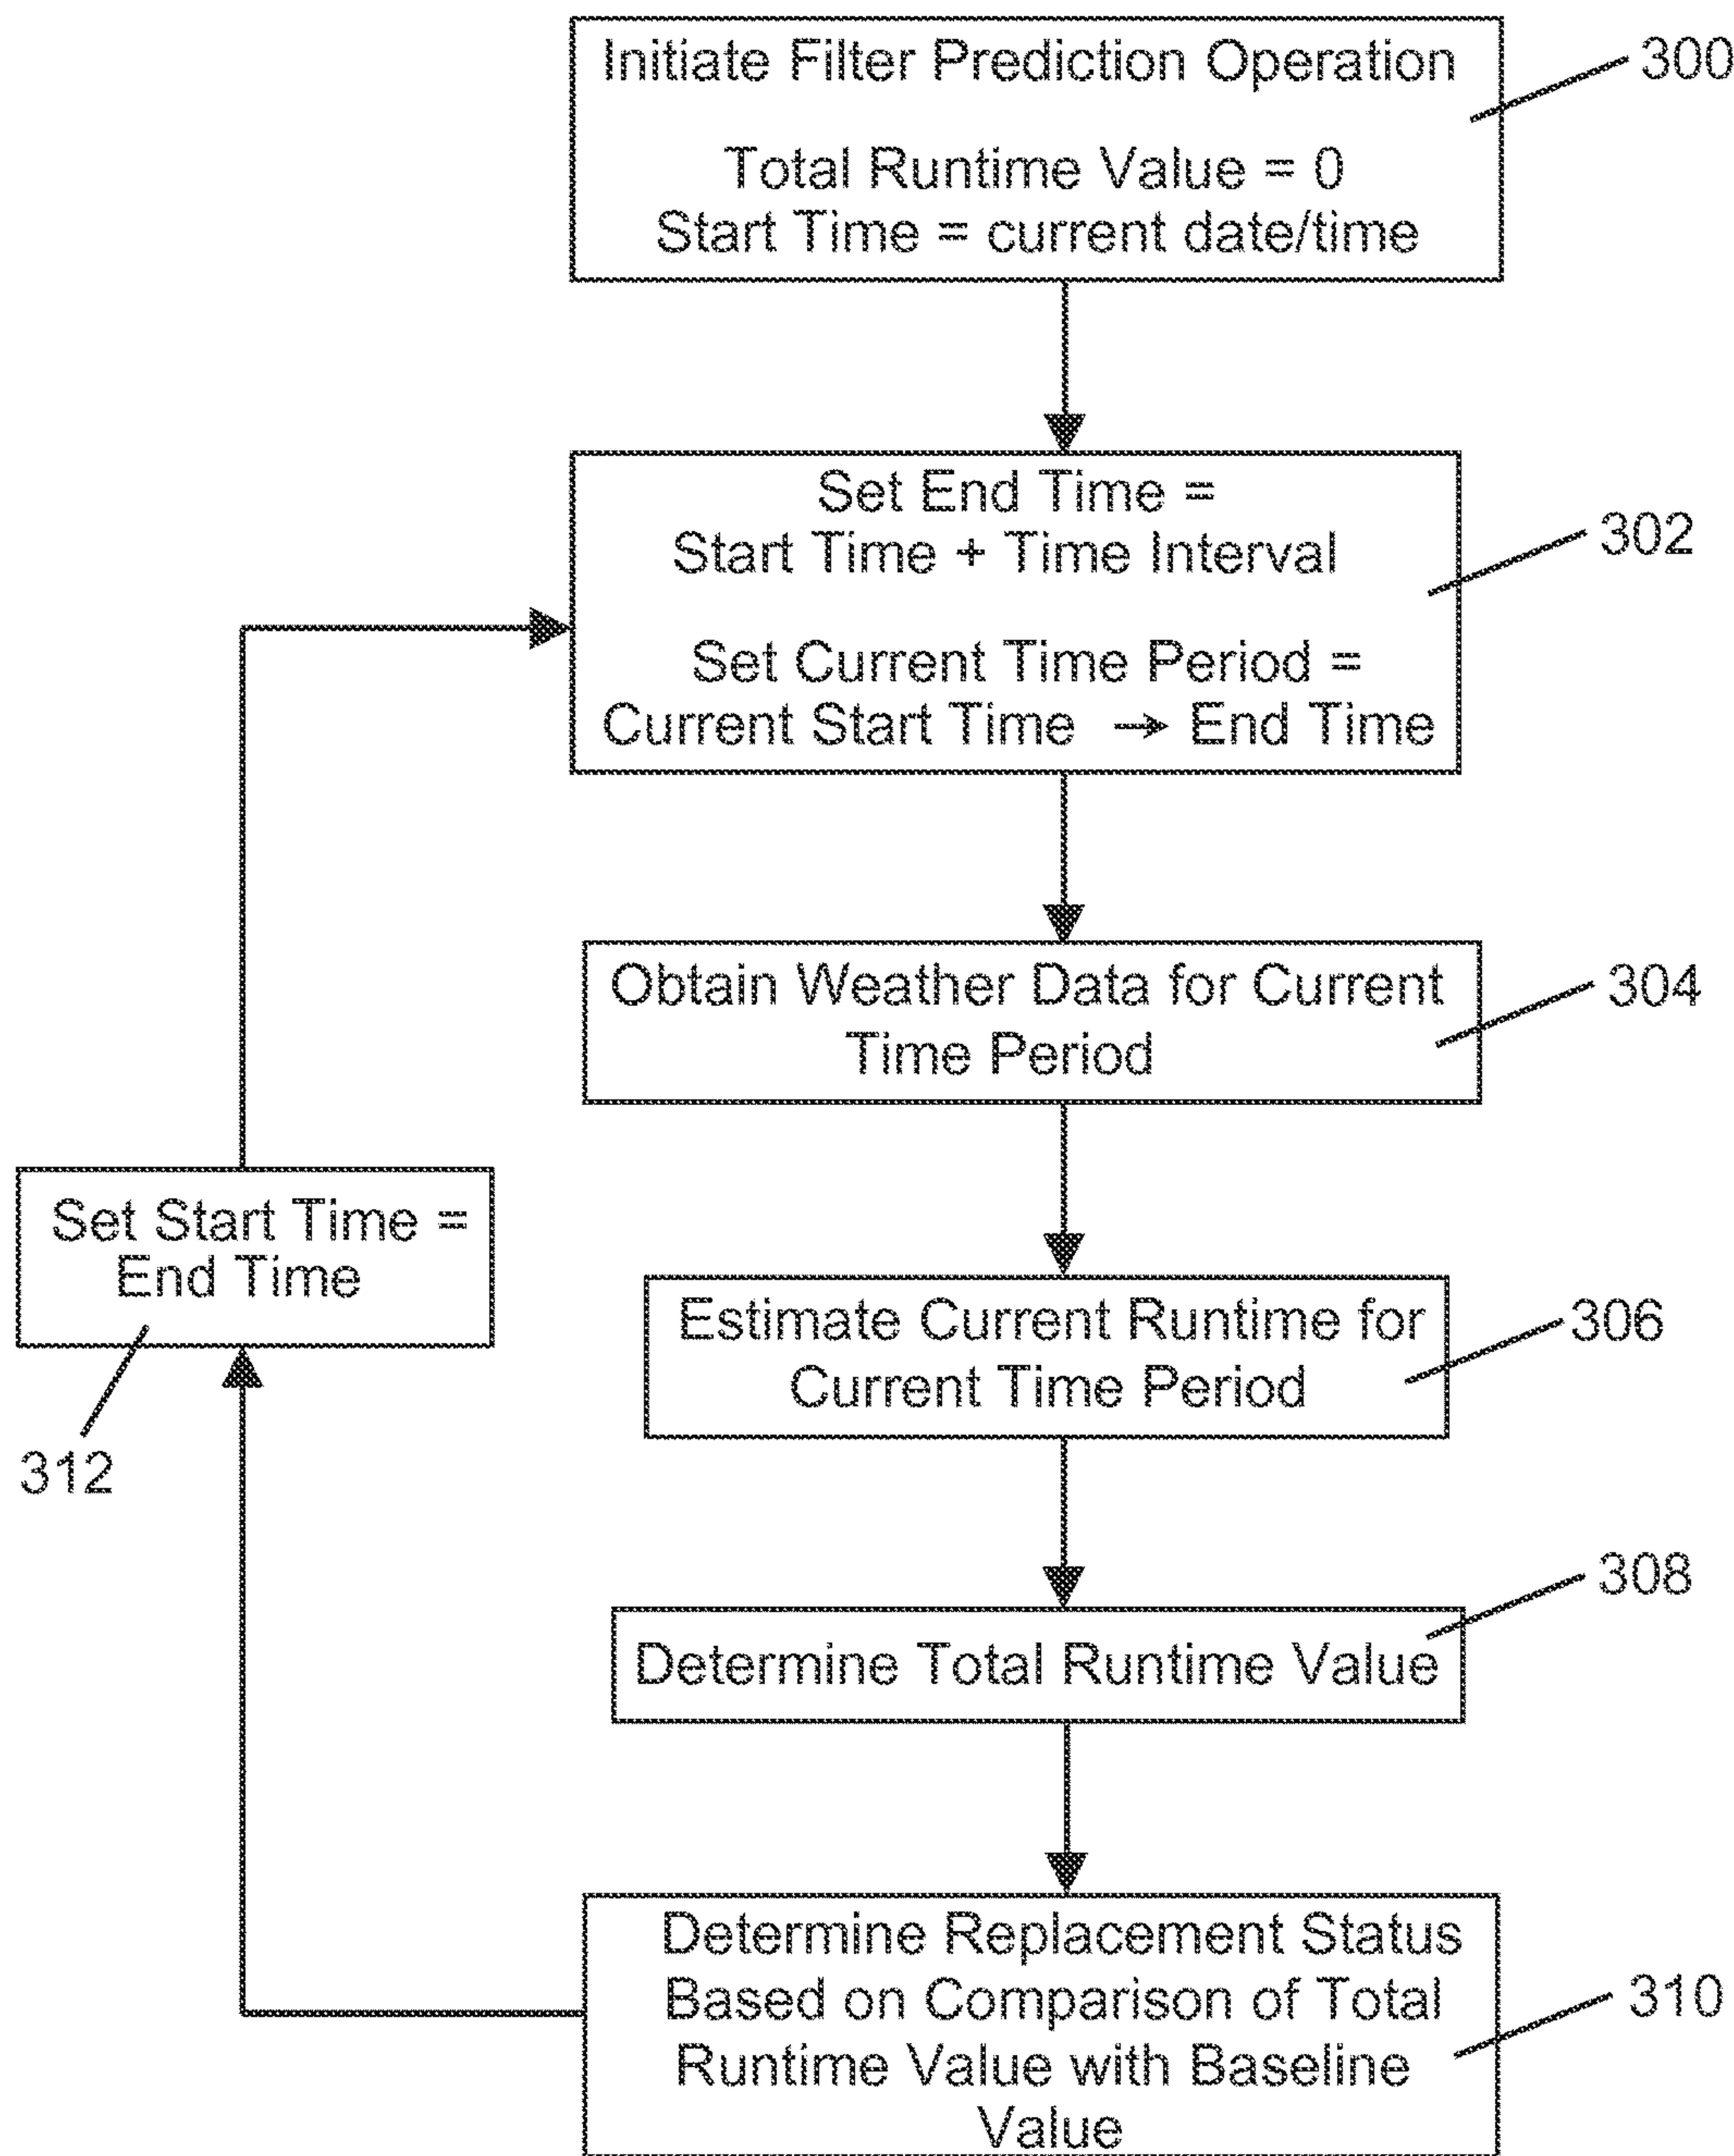 Initiate Filter Prediction Operation
Total Runtime Value = 0
Start Time = current date/time
300
Set End Time =
Start Time + Time Interval
Set Current Time Period =
Current Start Time → End Time
302
Obtain Weather Data for Current
Time Period
304
Set Start Time =
End Time
312
Estimate Current Runtime for
Current Time Period
306
Determine Total Runtime Value
308
Determine Replacement Status
Based on Comparison of Total
Runtime Value with Baseline
Value
310